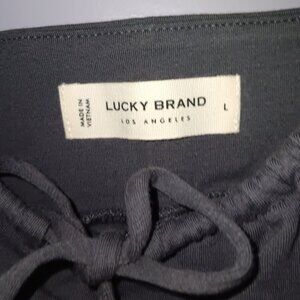 MADE IN
VIETNAM
LUCKY BRAND
LOS ANGELES
L